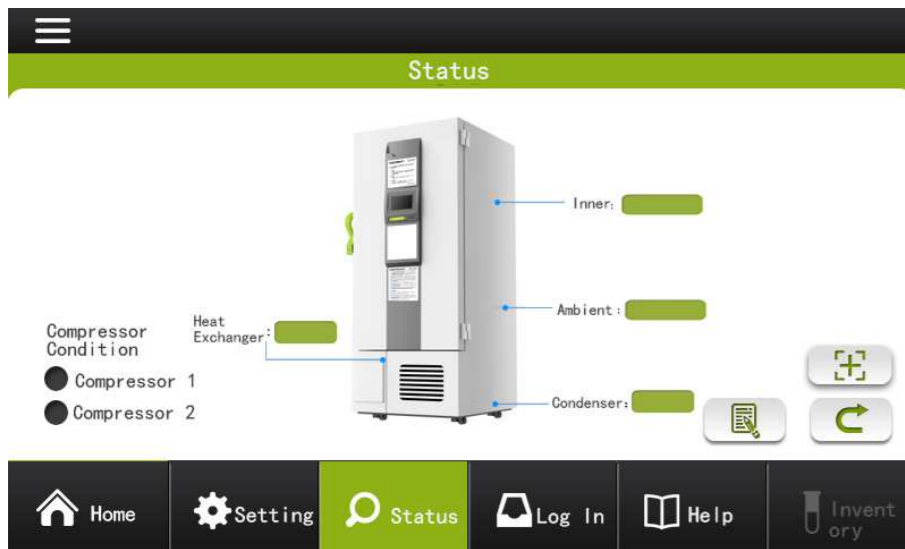 Status
Inner:
Ambient:
Heat
Exchanger:
Compressor
Condition
Compressor 1
Compressor 2
Condenser:
Home
Setting
Status
Log In
Help
Invent
ory